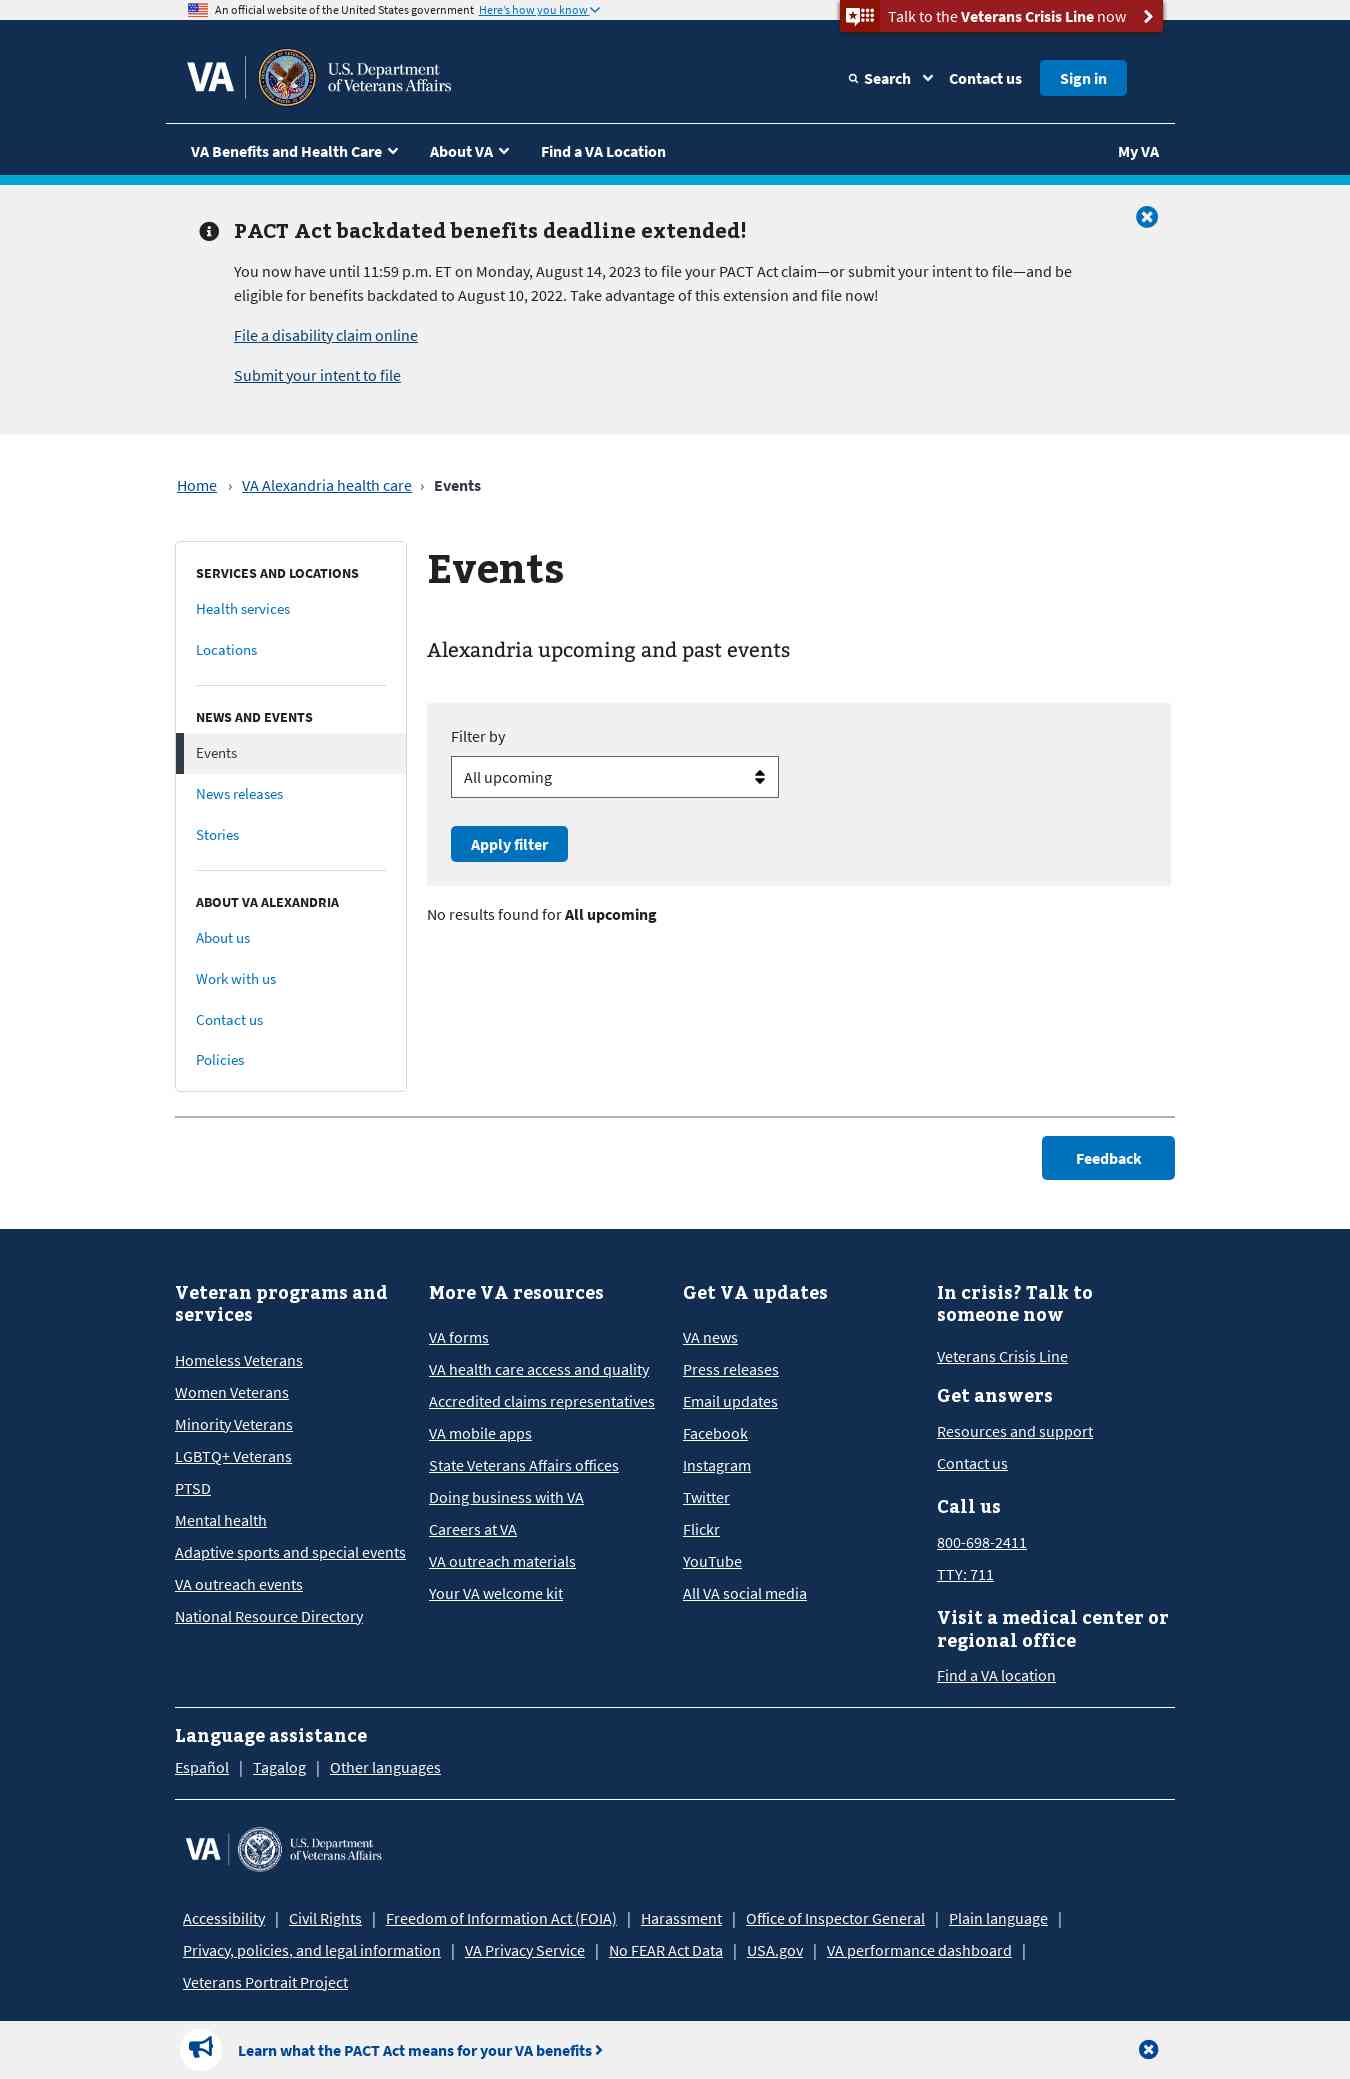 An official website of the United States government Here's how you know
Talk to the Veterans Crisis Line now
VA
U.S. Department
of Veterans Affairs
Search
Contact us
Sign in
VA Benefits and Health Care
About VA
Find a VA Location
My VA
PACT Act backdated benefits deadline extended!
You now have until 11:59 p.m. ET on Monday, August 14, 2023 to file your PACT Act claim—or submit your intent to file—and be
eligible for benefits backdated to August 10, 2022. Take advantage of this extension and file now!
File a disability claim online
Submit your intent to file
Home › VA Alexandria health care › Events
SERVICES AND LOCATIONS
Health services
Locations
NEWS AND EVENTS
Events
News releases
Stories
ABOUT VA ALEXANDRIA
About us
Work with us
Contact us
Policies
Events
Alexandria upcoming and past events
Filter by
All upcoming
Apply filter
No results found for All upcoming
Feedback
Veteran programs and
services
Homeless Veterans
Women Veterans
Minority Veterans
LGBTQ+ Veterans
PTSD
Mental health
Adaptive sports and special events
VA outreach events
National Resource Directory
More VA resources
VA forms
VA health care access and quality
Accredited claims representatives
VA mobile apps
State Veterans Affairs offices
Doing business with VA
Careers at VA
VA outreach materials
Your VA welcome kit
Get VA updates
VA news
Press releases
Email updates
Facebook
Instagram
Twitter
Flickr
YouTube
All VA social media
In crisis? Talk to
someone now
Veterans Crisis Line
Get answers
Resources and support
Contact us
Call us
800-698-2411
TTY: 711
Visit a medical center or
regional office
Find a VA location
Language assistance
Español | Tagalog | Other languages
VA
U.S. Department
of Veterans Affairs
Accessibility | Civil Rights | Freedom of Information Act (FOIA) | Harassment | Office of Inspector General | Plain language |
Privacy, policies, and legal information | VA Privacy Service | No FEAR Act Data | USA.gov | VA performance dashboard |
Veterans Portrait Project
Learn what the PACT Act means for your VA benefits